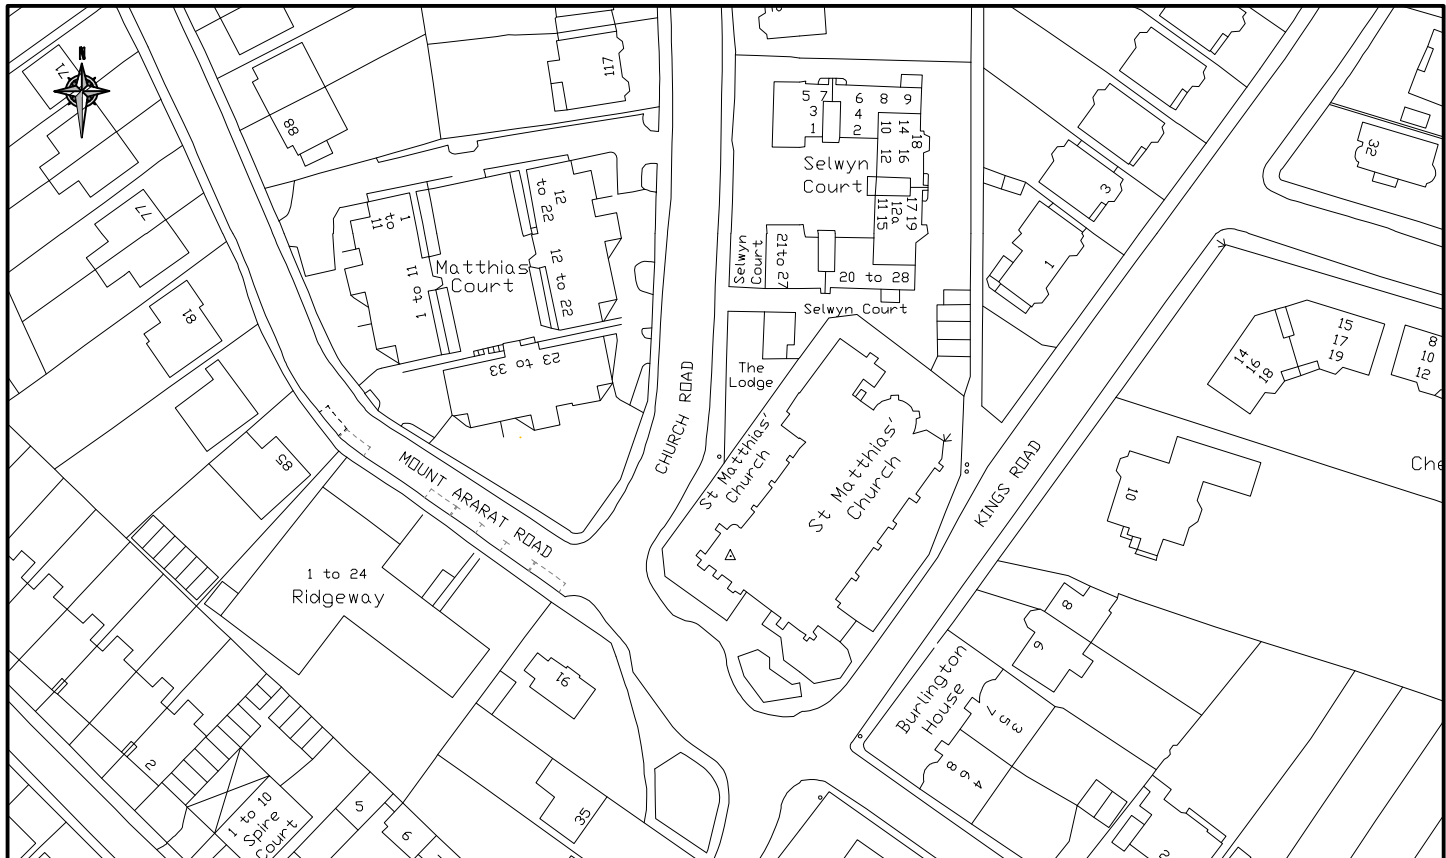 N
71
88
117
2
5 7
3
1
6 8 9
4
2
10 14 18
12 16
Selwyn
Court
11 12a 17
15 19
32
3
1
77
1
to
11
12
to 22
Matthias
Court
11 to 1
12 to 22
Selwyn
Court
21 to 27
20 to 28
Selwyn Court
81
23 to 33
The
Lodge
CHURCH ROAD
15
17
19
14
16
18
8
10
12
85
MOUNT ARARAT ROAD
St Matthias'
Church
St Matthias'
Church
KINGS ROAD
Che
10
1 to 24
Ridgeway
8
9
16
Burlington
House
3 5 7
4 6 8
2
1 to 10
Spire
Court
5
6
35
2